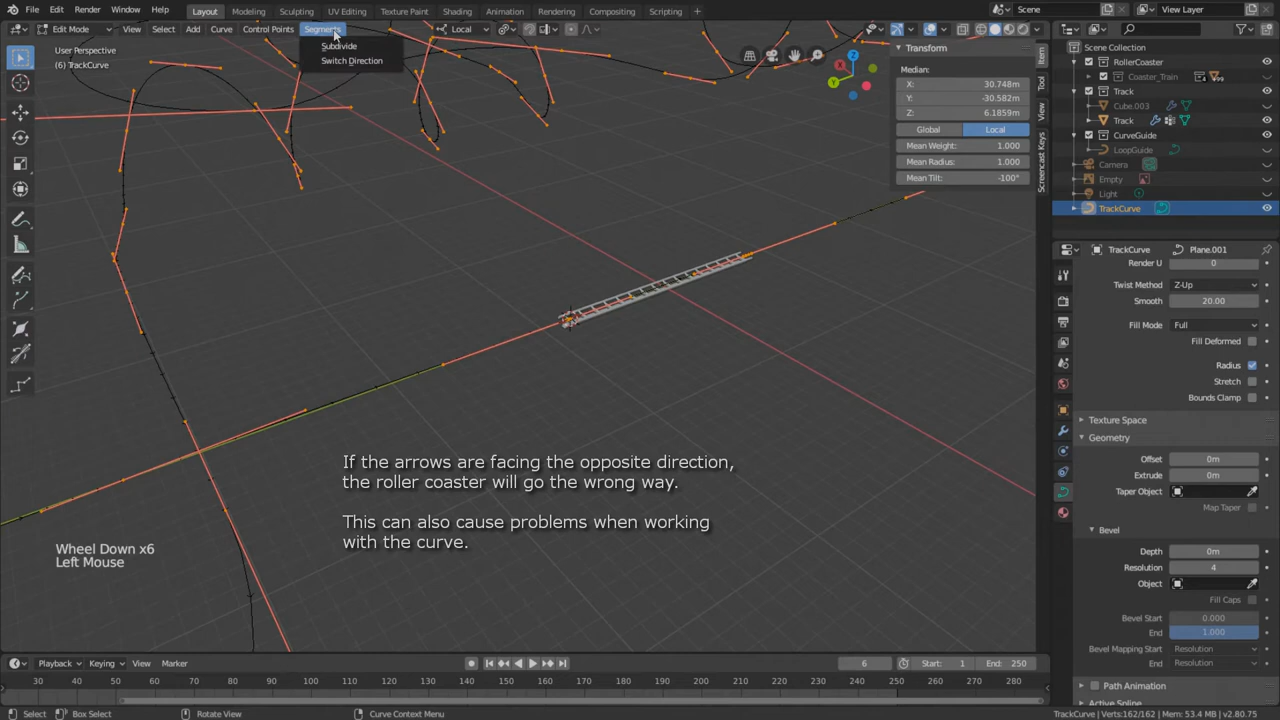 File Edit Render Window Help Layout Modeling Sculpting UV Editing Texture Paint Shading Animation Rendering Compositing Scripting + Scene View Layer
Edit Mode View Select Add Curve Control Points Segments Local
User Perspective
(6) TrackCurve
Subdivide
Switch Direction
Transform
Median:
X: 30.748m
Y: -30.582m
Z: 6.1859m
Global Local
Mean Weight: 1.000
Mean Radius: 1.000
Mean Tilt: -100°
Item
Tool
View
Screencast Keys
Scene Collection
RollerCoaster
Coaster_Train
Track
Cube.003
Track
CurveGuide
LoopGuide
Camera
Empty
Light
TrackCurve
TrackCurve Plane.001
Render U 0
Twist Method Z-Up
Smooth 20.00
Fill Mode Full
Fill Deformed
Radius
Stretch
Bounds Clamp
Texture Space
Geometry
Offset 0m
Extrude 0m
Taper Object
Map Taper
Bevel
Depth 0m
Resolution 4
Object
Fill Caps
Bevel Start 0.000
End 1.000
Bevel Mapping Start Resolution
End Resolution
Path Animation
Active Spline
If the arrows are facing the opposite direction,
the roller coaster will go the wrong way.
This can also cause problems when working
with the curve.
Wheel Down x6
Left Mouse
Playback Keying View Marker 6 Start: 1 End: 250
30 40 50 60 70 80 90 100 110 120 130 140 150 160 170 180 190 200 210 220 230 240 250 260 270 280 290
Select Box Select Rotate View Curve Context Menu TrackCurve | Verts:162/162 | Mem: 53.4 MB | v2.80.75